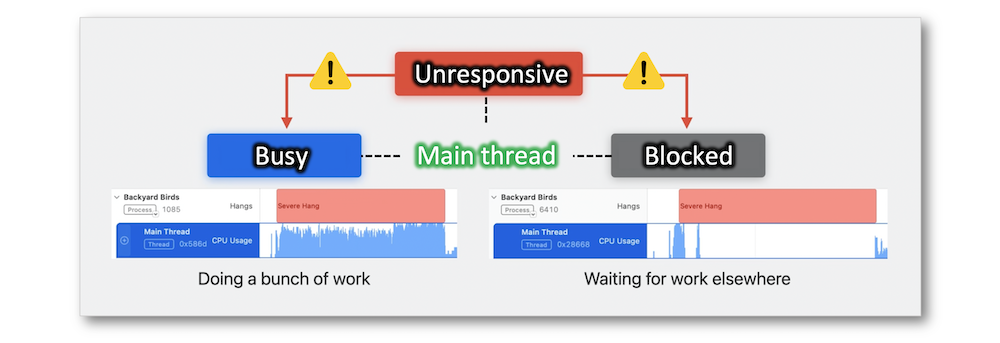 Unresponsive
Busy
Main thread
Blocked
Backyard Birds
Process 1085
Hangs
Severe Hang
Main Thread
Thread 0x586d
CPU Usage
Doing a bunch of work
Backyard Birds
Process 6410
Hangs
Severe Hang
Main Thread
Thread 0x28668
CPU Usage
Waiting for work elsewhere